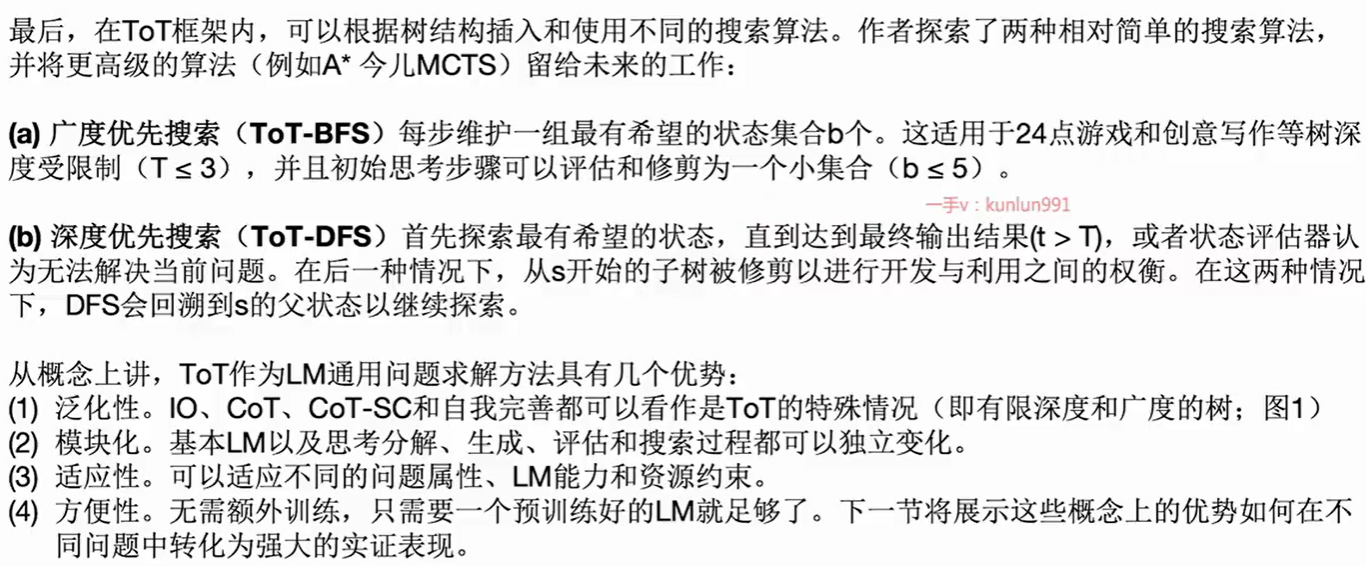 最后，在ToT框架内，可以根据树结构插入和使用不同的搜索算法。作者探索了两种相对简单的搜索算法，
并将更高级的算法（例如A* 今儿MCTS）留给未来的工作：
(a) 广度优先搜索（ToT-BFS）每步维护一组最有希望的状态集合b个。这适用于24点游戏和创意写作等树深
度受限制（T ≤ 3），并且初始思考步骤可以评估和修剪为一个小集合（b ≤ 5）。
一手v：kunlun991
(b) 深度优先搜索（ToT-DFS）首先探索最有希望的状态，直到达到最终输出结果(t > T)，或者状态评估器认
为无法解决当前问题。在后一种情况下，从s开始的子树被修剪以进行开发与利用之间的权衡。在这两种情况
下，DFS会回溯到s的父状态以继续探索。
从概念上讲，ToT作为LM通用问题求解方法具有几个优势：
(1) 泛化性。IO、CoT、CoT-SC和自我完善都可以看作是ToT的特殊情况（即有限深度和广度的树；图1）
(2) 模块化。基本LM以及思考分解、生成、评估和搜索过程都可以独立变化。
(3) 适应性。可以适应不同的问题属性、LM能力和资源约束。
(4) 方便性。无需额外训练，只需要一个预训练好的LM就足够了。下一节将展示这些概念上的优势如何在不
同问题中转化为强大的实证表现。